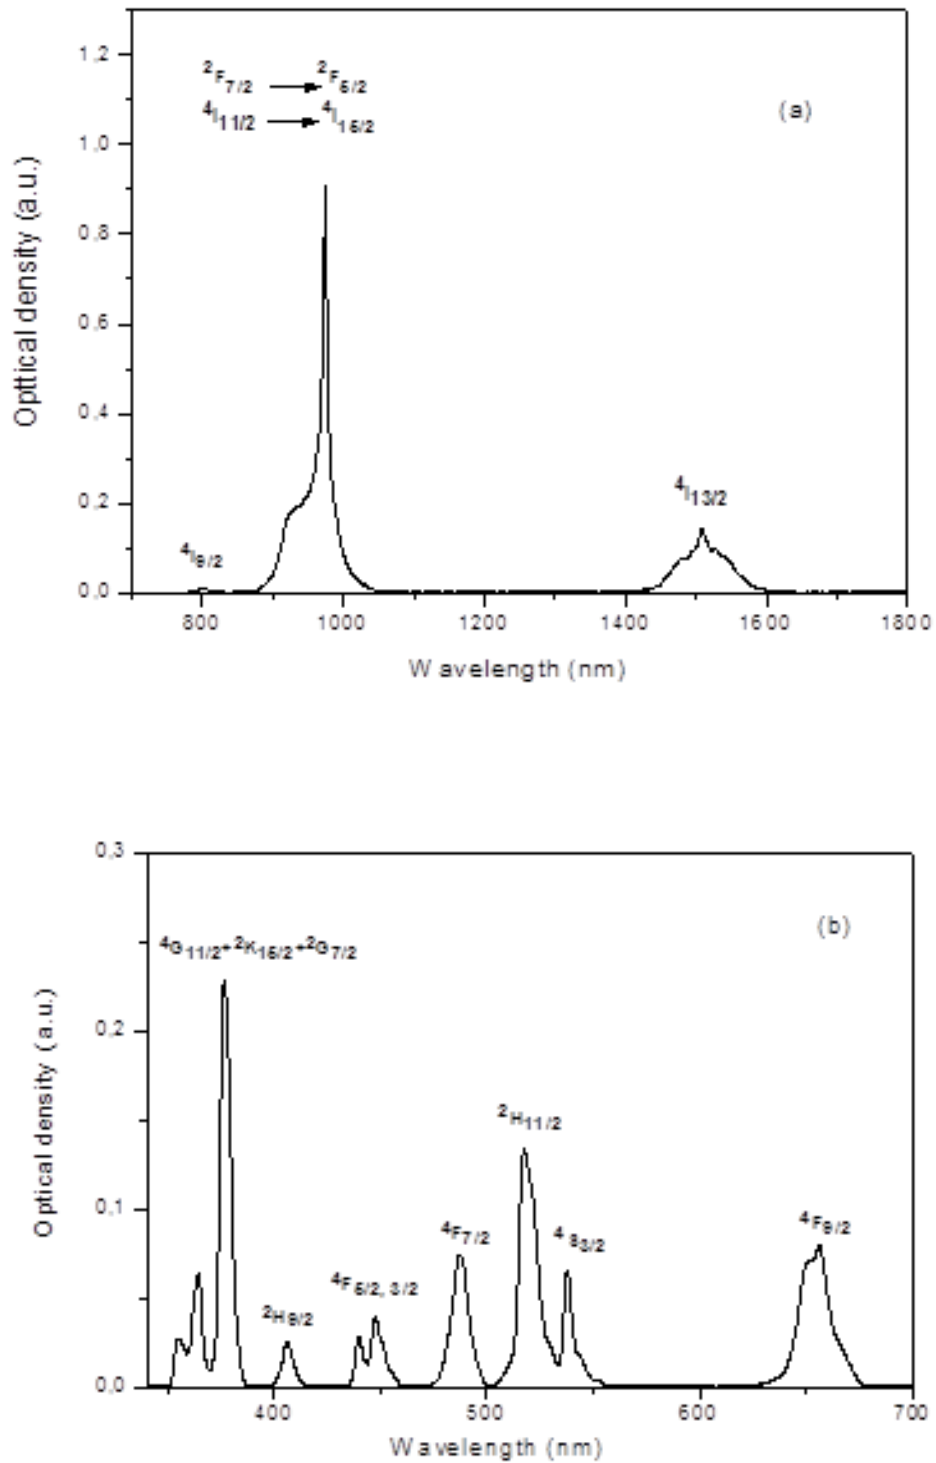 1,2
²F₇/₂ → ²F₅/₂
⁴I₁₁/₂ → ⁴I₁₅/₂
(a)
1,0
0,8
0,6
0,4
0,2
0,0
Opttical density (a.u.)
⁴I₉/₂
⁴I₁₃/₂
800 1000 1200 1400 1600 1800
Wavelength (nm)
0,3
(b)
⁴G₁₁/₂+²K₁₅/₂+²G₇/₂
0,2
Optical density (a.u.)
²H₁₁/₂
0,1
⁴F₇/₂
⁴S₃/₂
⁴F₉/₂
⁴F₅/₂, ₃/₂
²H₉/₂
0,0
400 500 600 700
Wavelength (nm)